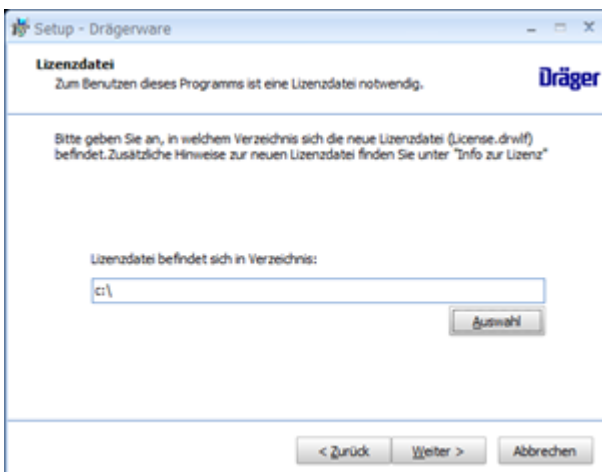 Setup - Drägerware
Lizenzdatei
Zum Benutzen dieses Programms ist eine Lizenzdatei notwendig.
Dräger
Bitte geben Sie an, in welchem Verzeichnis sich die neue Lizenzdatei (License.drwlf)
befindet.Zusätzliche Hinweise zur neuen Lizenzdatei finden Sie unter "Info zur Lizenz"
Lizenzdatei befindet sich in Verzeichnis:
c:\
Auswahl
< Zurück Weiter > Abbrechen